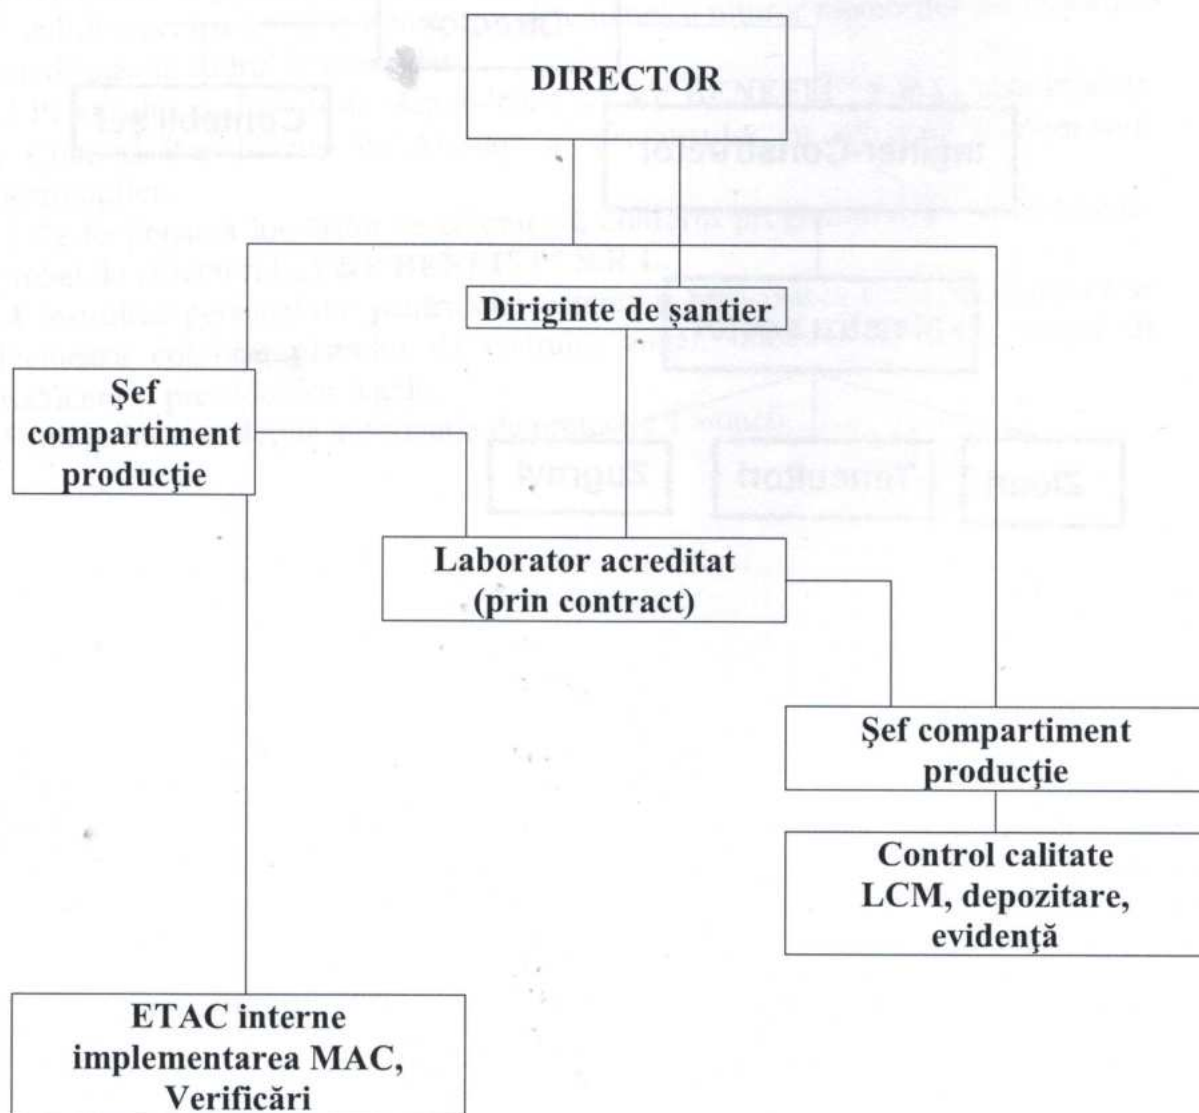 DIRECTOR
Diriginte de șantier
Şef
compartiment
producţie
Laborator acreditat
(prin contract)
Şef compartiment
producţie
Control calitate
LCM, depozitare,
evidenţă
ETAC interne
implementarea MAC,
Verificări